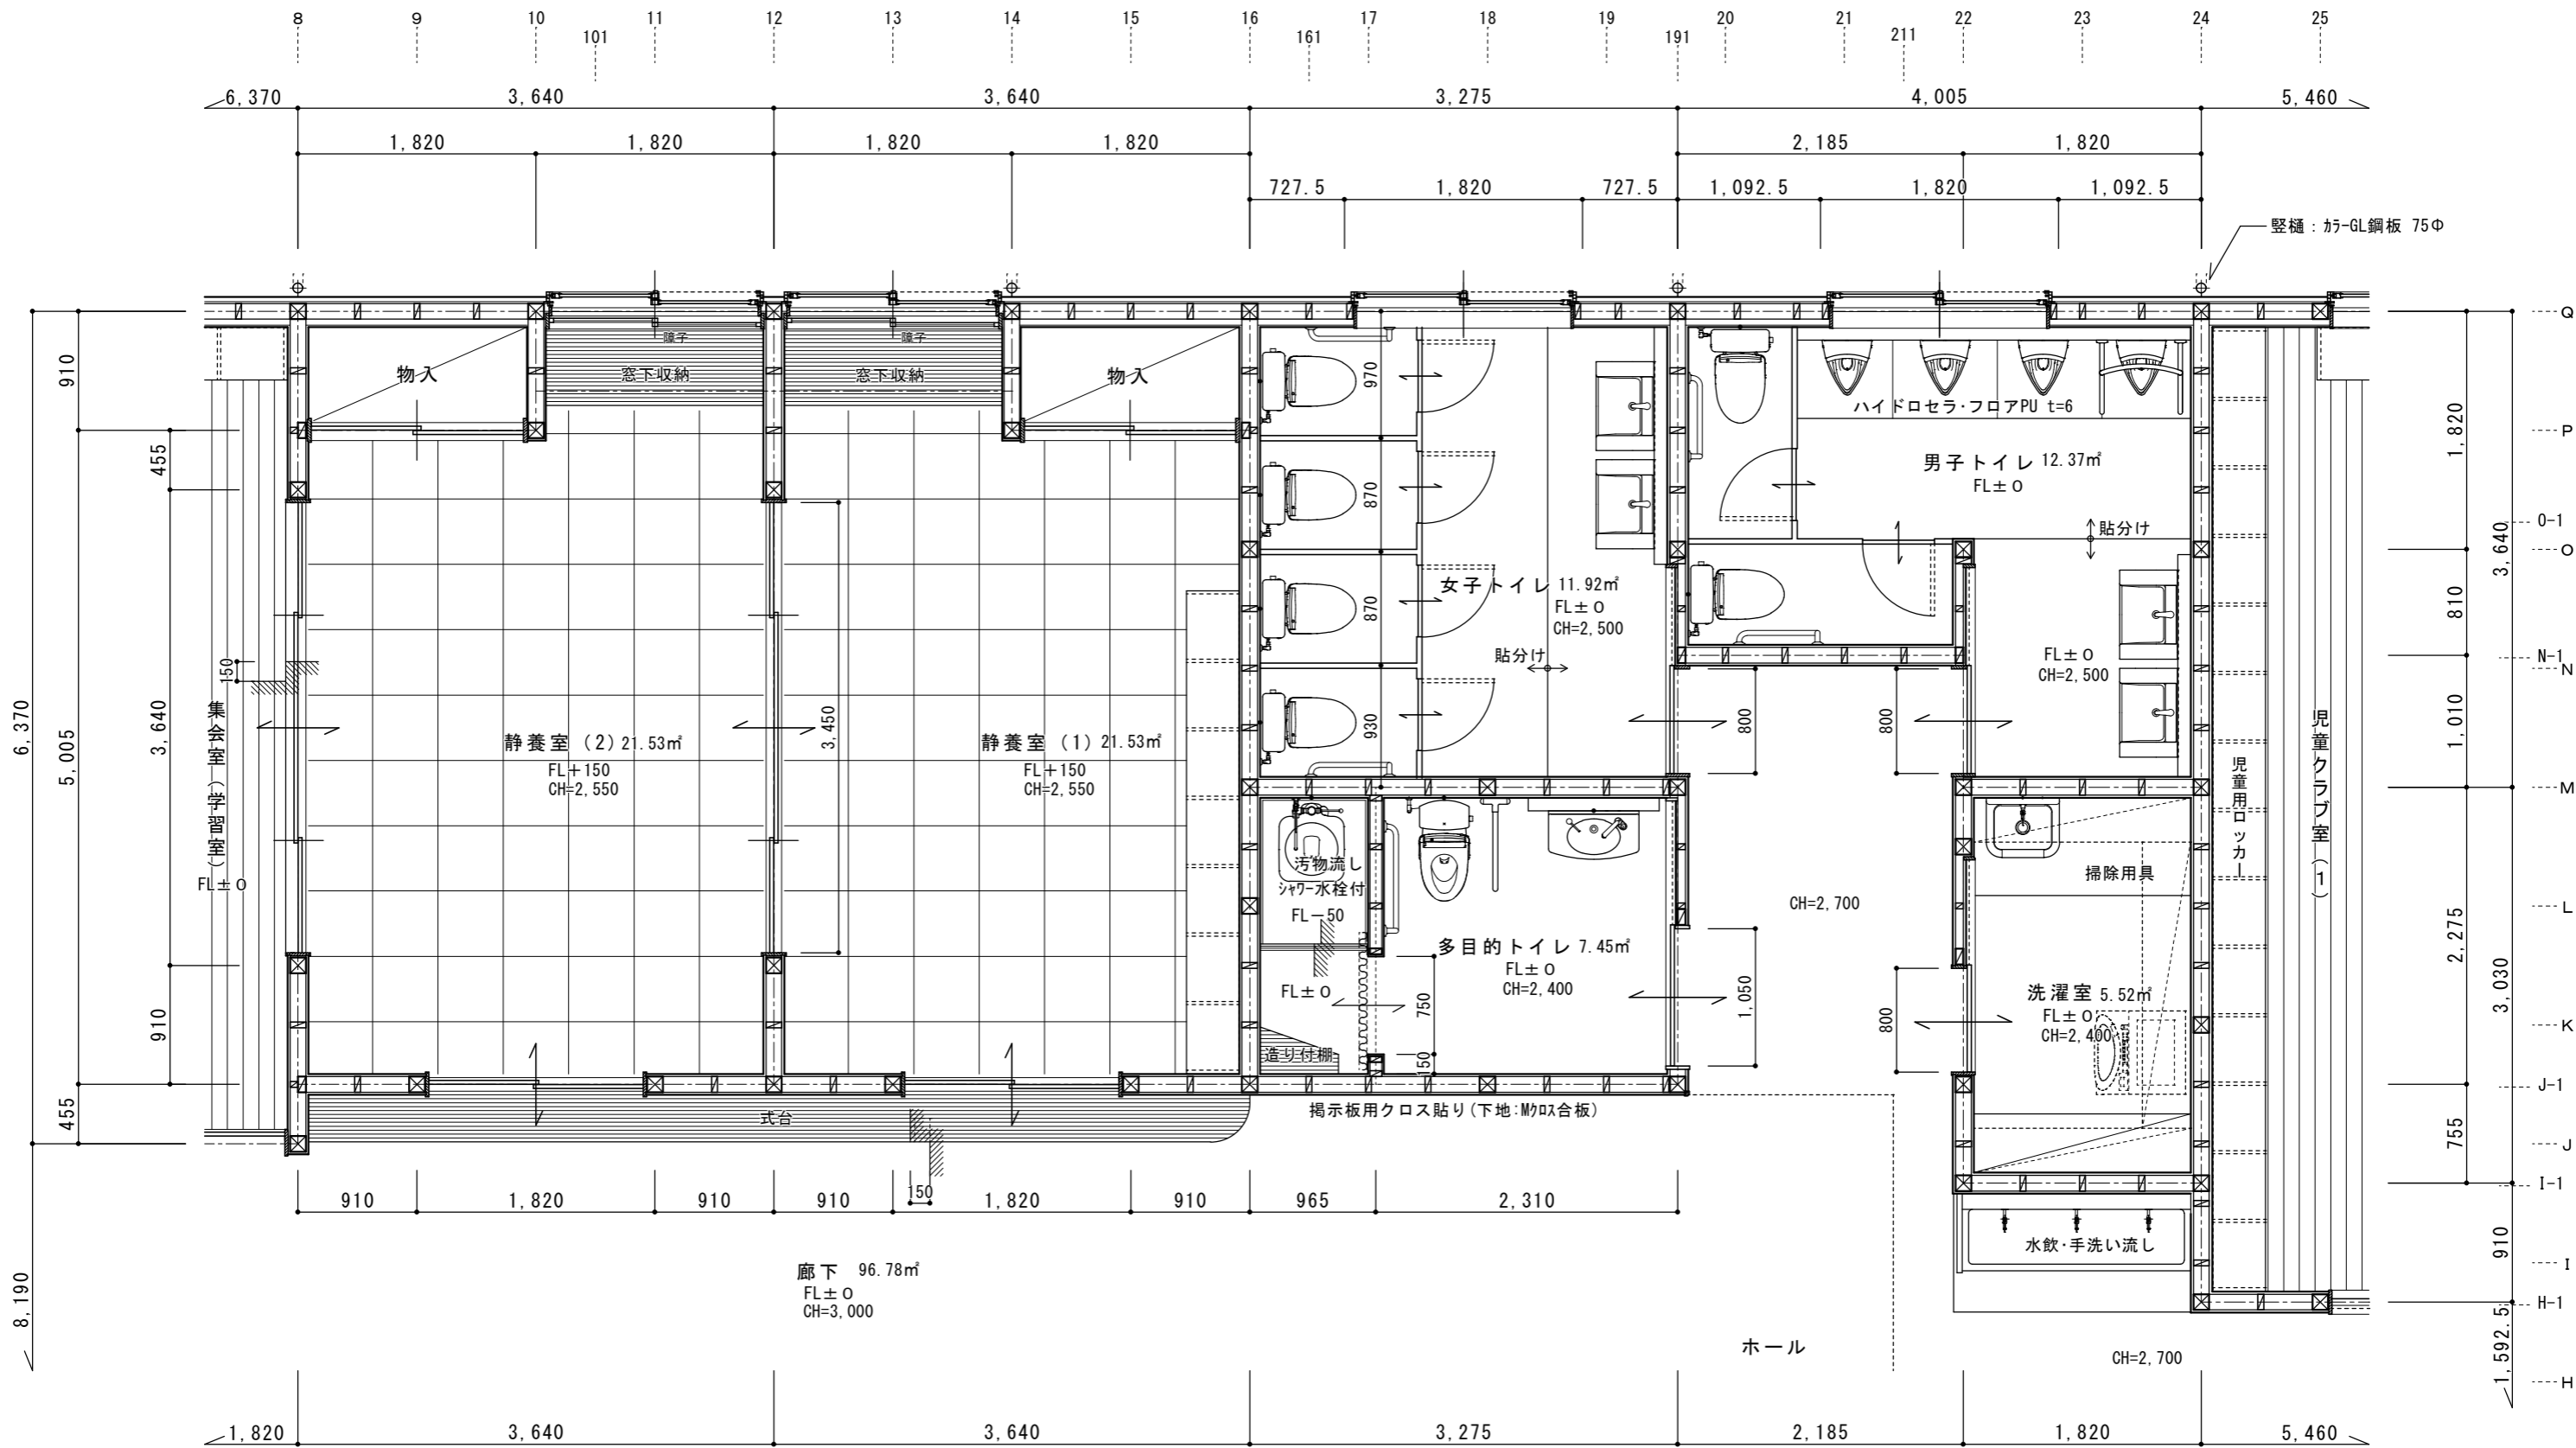 8 9 10 11 12 13 14 15 16 17 18 19 20 21 22 23 24 25
101 161 191 211
6,370 3,640 3,640 3,275 4,005 5,460
1,820 1,820 1,820 1,820 2,185 1,820
727.5 1,820 727.5 1,092.5 1,820 1,092.5
竪樋：ｶﾗｰGL鋼板 75Φ
Q
障子 障子
物入 窓下収納 窓下収納 物入
910
970
ハイドロセラ･フロアPU t=6
1,820
P
455
男子トイレ 12.37㎡
FL±0
870
貼分け
0-1
3,640
O
女子トイレ 11.92㎡
FL±0
CH=2,500
870
810
貼分け
FL±0
CH=2,500
N-1
N
150
集会室（学習室）
FL±0
6,370
5,005
3,640
3,450
静養室（2）21.53㎡
FL＋150
CH=2,550
静養室（1）21.53㎡
FL＋150
CH=2,550
930
800
800
1,010
児童クラブ室（1）
児童用ロッカー
M
汚物流し
ｼｬﾜｰ水栓付
FL－50
掃除用具
CH=2,700
L
多目的トイレ 7.45㎡
FL±0
CH=2,400
FL±0
2,275
3,030
910
750
1,050
800
洗濯室 5.52㎡
FL±0
CH=2,400
K
造り付棚
150
J-1
455
式台
掲示板用クロス貼り(下地:Mｸﾛｽ合板)
755
J
910 1,820 910 910 150 1,820 910 965 2,310
I-1
水飲･手洗い流し
910
I
廊下 96.78㎡
FL±0
CH=3,000
8,190
H-1
ホール
CH=2,700
1,592.5
H
1,820 3,640 3,640 3,275 2,185 1,820 5,460